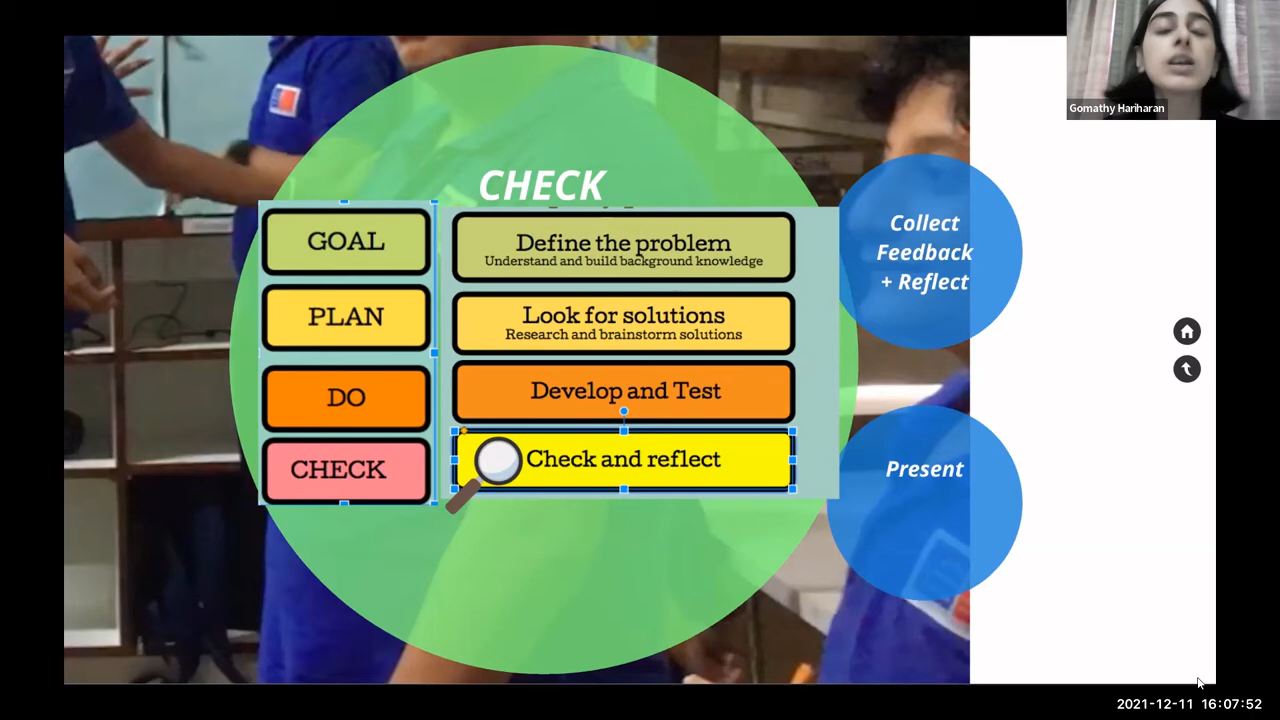 Gomathy Hariharan
CHECK
GOAL
PLAN
DO
CHECK
Define the problem
Understand and build background knowledge
Look for solutions
Research and brainstorm solutions
Develop and Test
Check and reflect
Collect
Feedback
+ Reflect
Present
2021-12-11 16:07:52